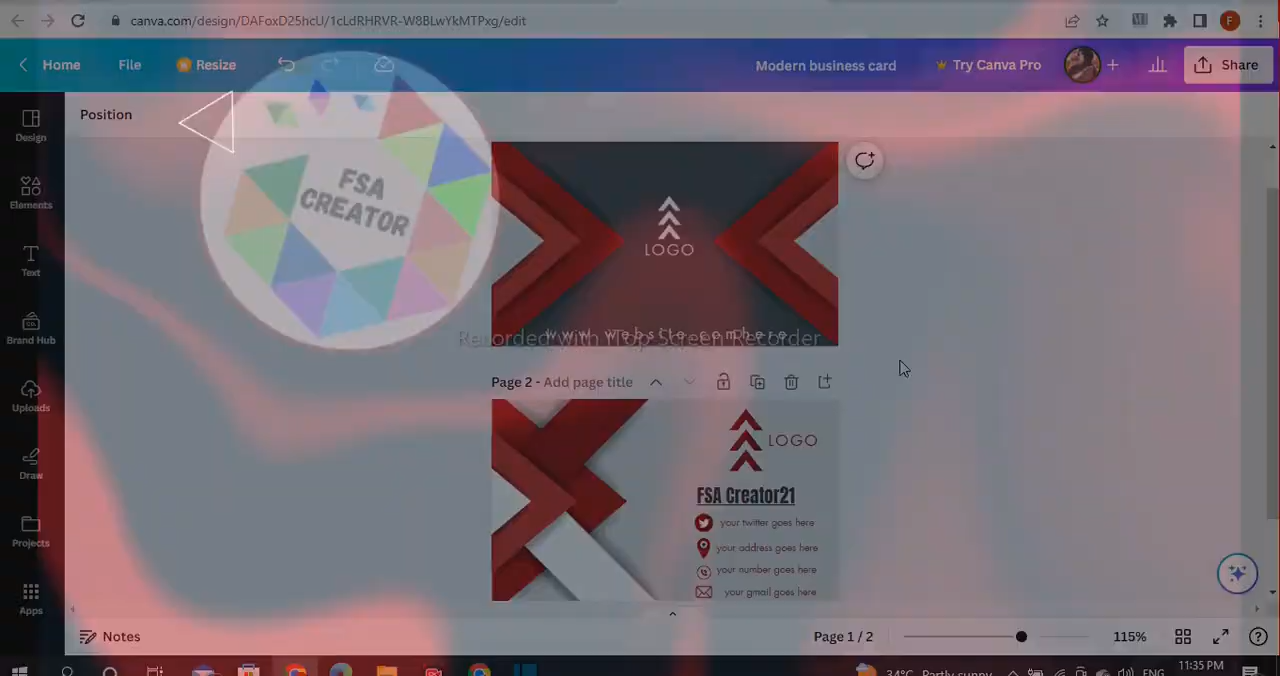 canva.com/design/DAFoxD25hcU/1cLdRHRVR-W8BLwYkMTPxg/edit
F
Home
File
Resize
Modern business card
Try Canva Pro
Share
Position
Design
Elements
Text
Brand Hub
Uploads
Draw
Projects
Apps
FSA
CREATOR
LOGO
www.website.comhere
Recorded with iTop Screen Recorder
Page 2 - Add page title
LOGO
FSA Creator21
your twitter goes here
your address goes here
your number goes here
your gmail goes here
Notes
Page 1 / 2
115%
34°C Partly sunny
ENG
11:35 PM